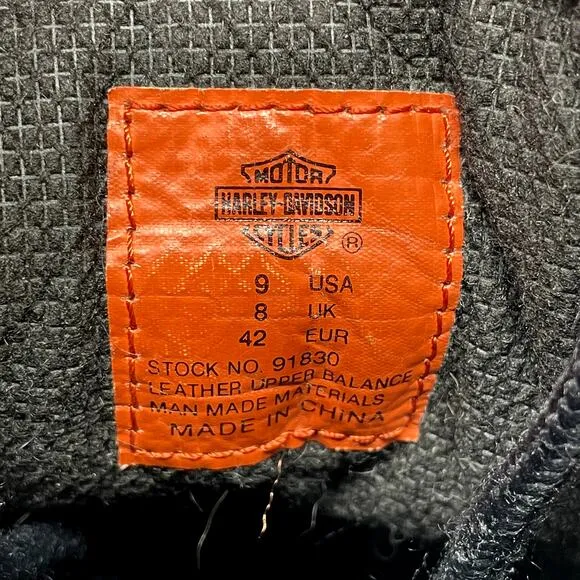 MOTOR
HARLEY-DAVIDSON
CYCLES ®
9 USA
8 UK
42 EUR
STOCK NO. 91830
LEATHER UPPER BALANCE
MAN MADE MATERIALS
MADE IN CHINA